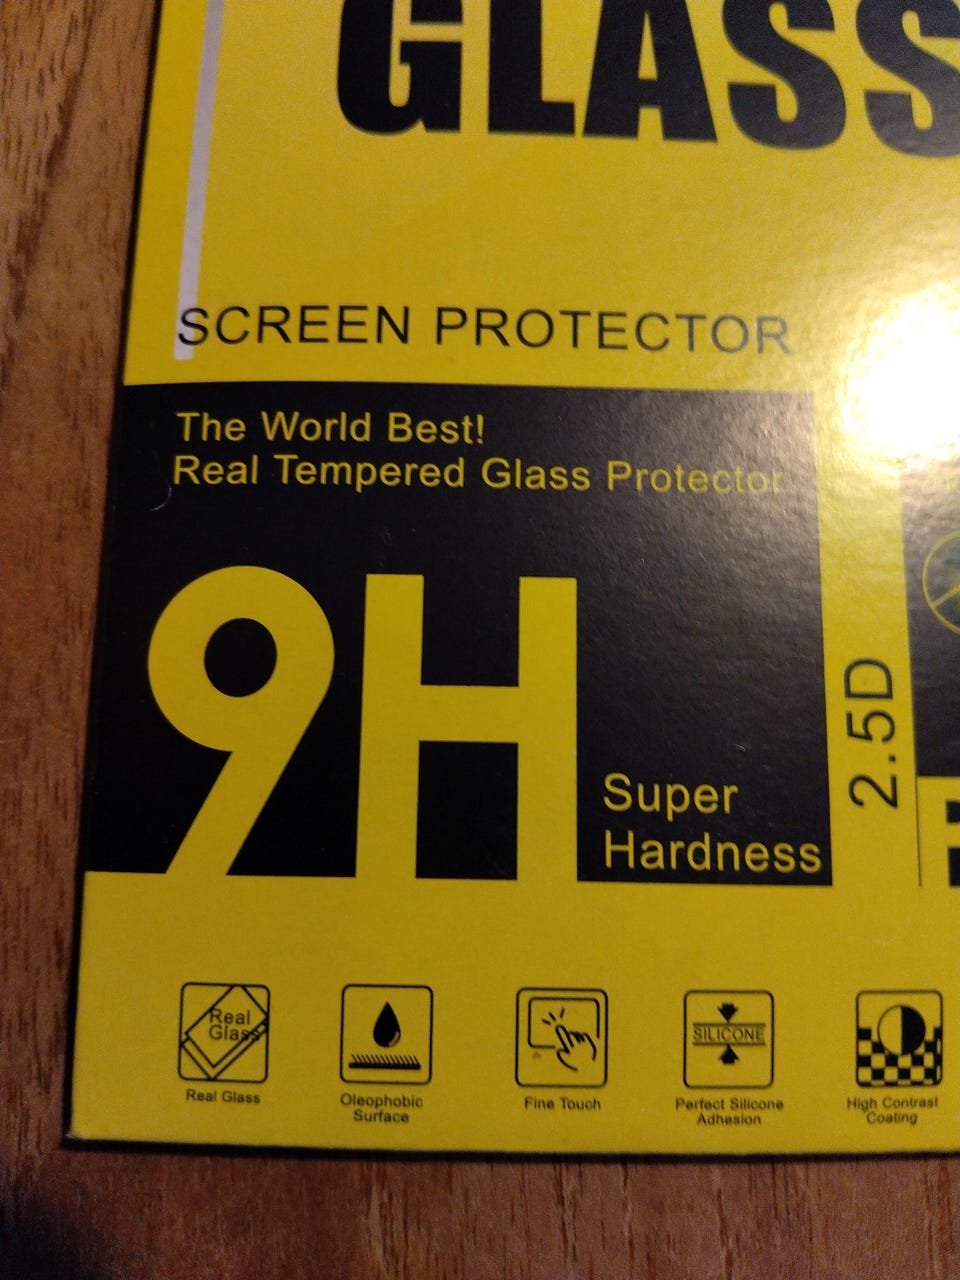 GLASS
SCREEN PROTECTOR
The World Best!
Real Tempered Glass Protector
9H
Super
Hardness
2.5D
Real
Glass
SILICONE
Real Glass
Oleophobic
Surface
Fine Touch
Perfect Silicone
Adhesion
High Contrast
Coating